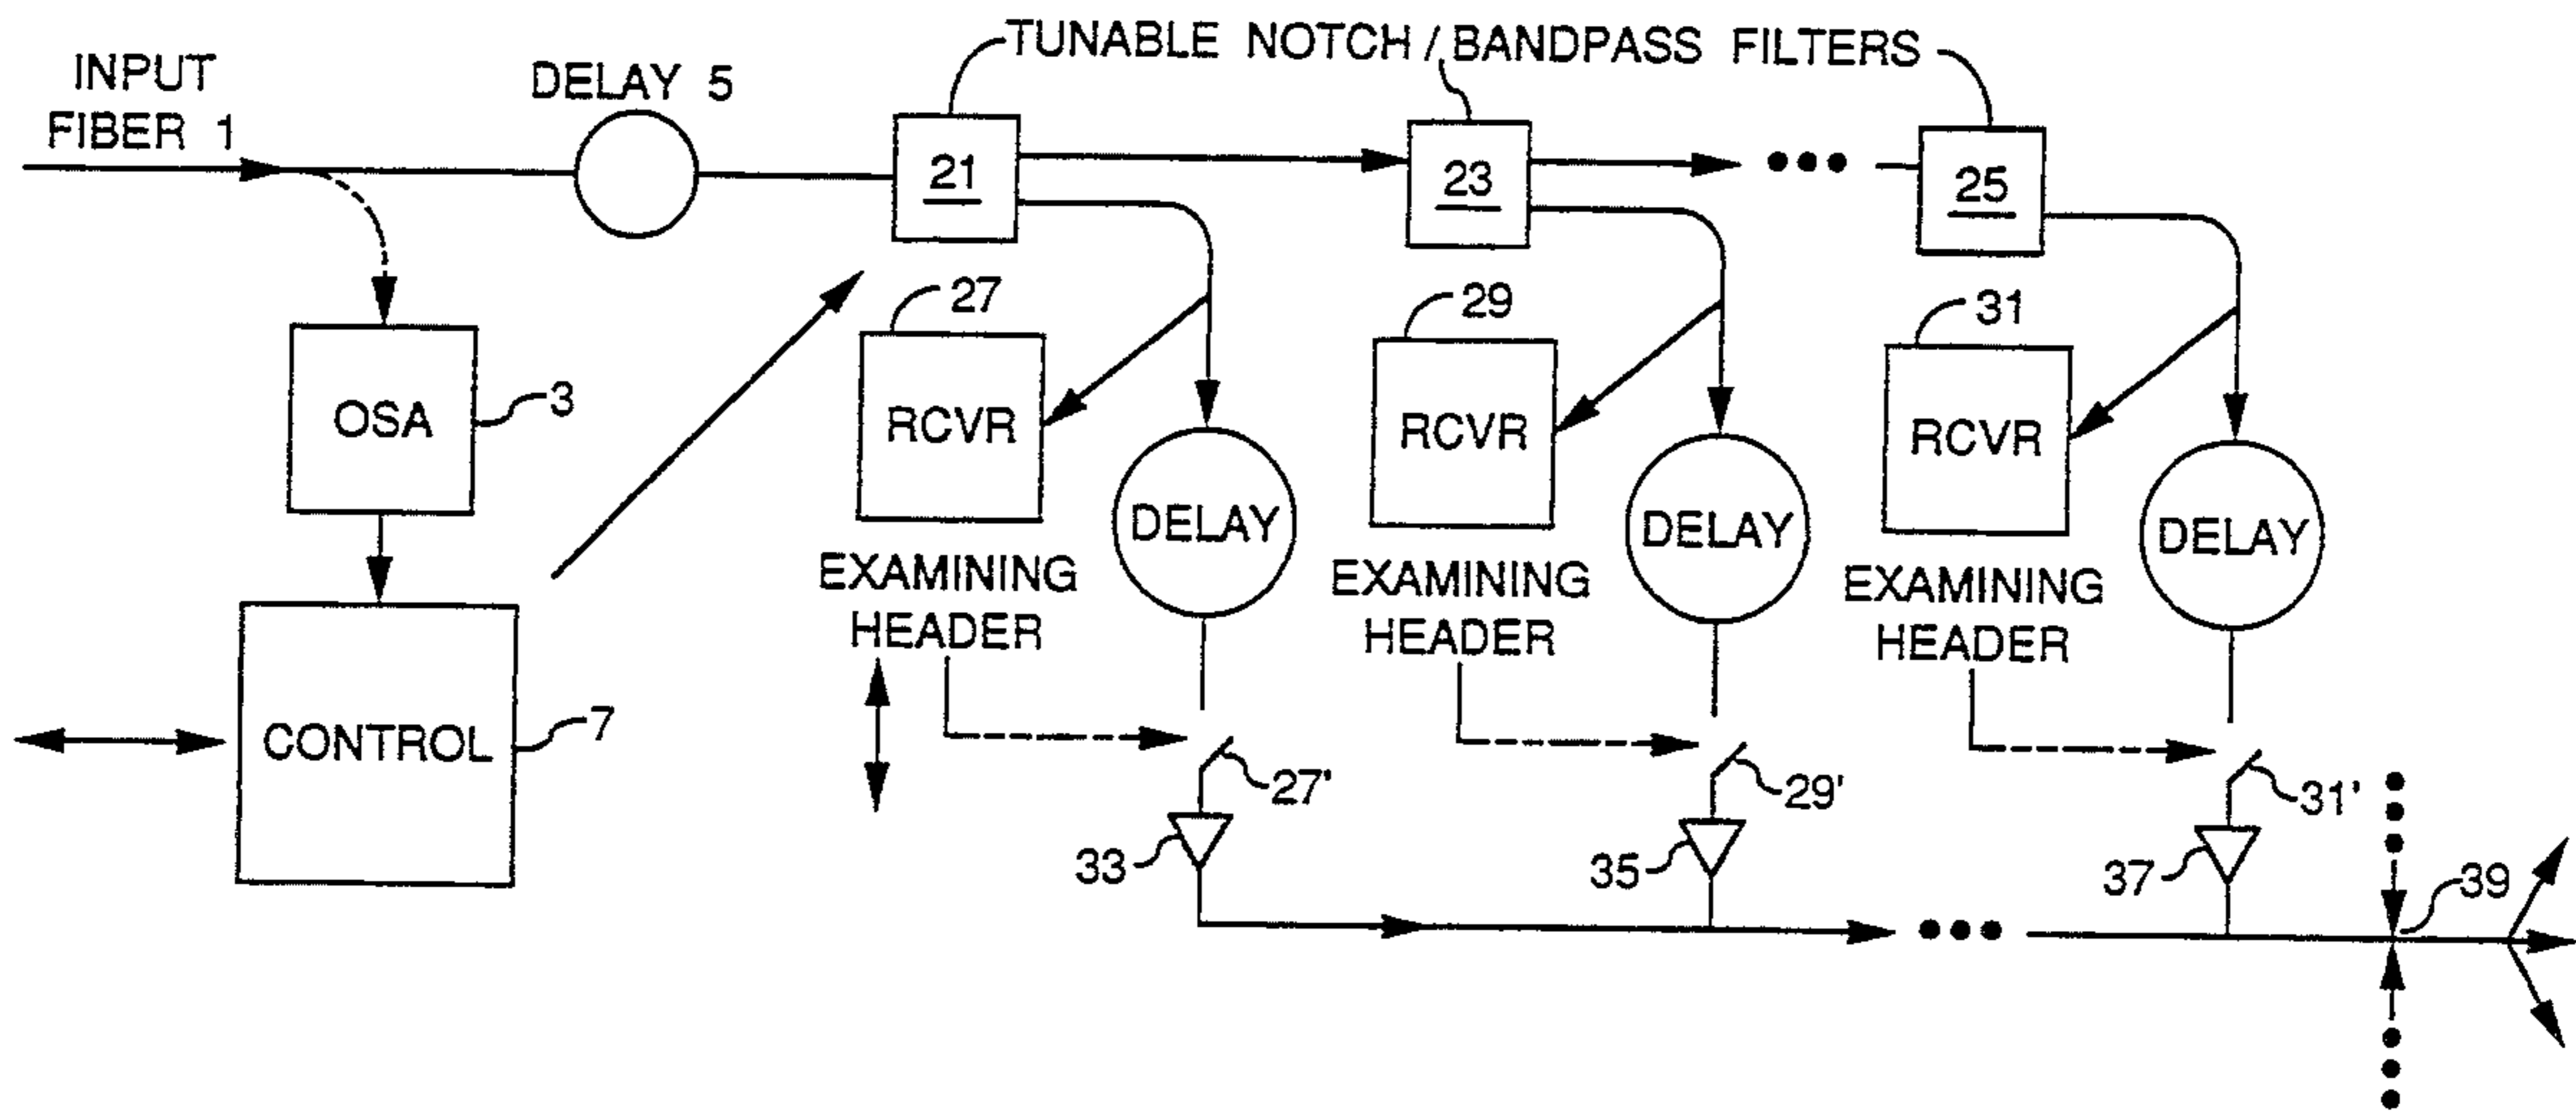 TUNABLE NOTCH / BANDPASS FILTERS
INPUT
FIBER 1
DELAY 5
21
23
25
27
29
31
OSA
3
RCVR
RCVR
RCVR
DELAY
DELAY
DELAY
EXAMINING
HEADER
EXAMINING
HEADER
EXAMINING
HEADER
CONTROL
7
27'
29'
31'
33
35
37
39